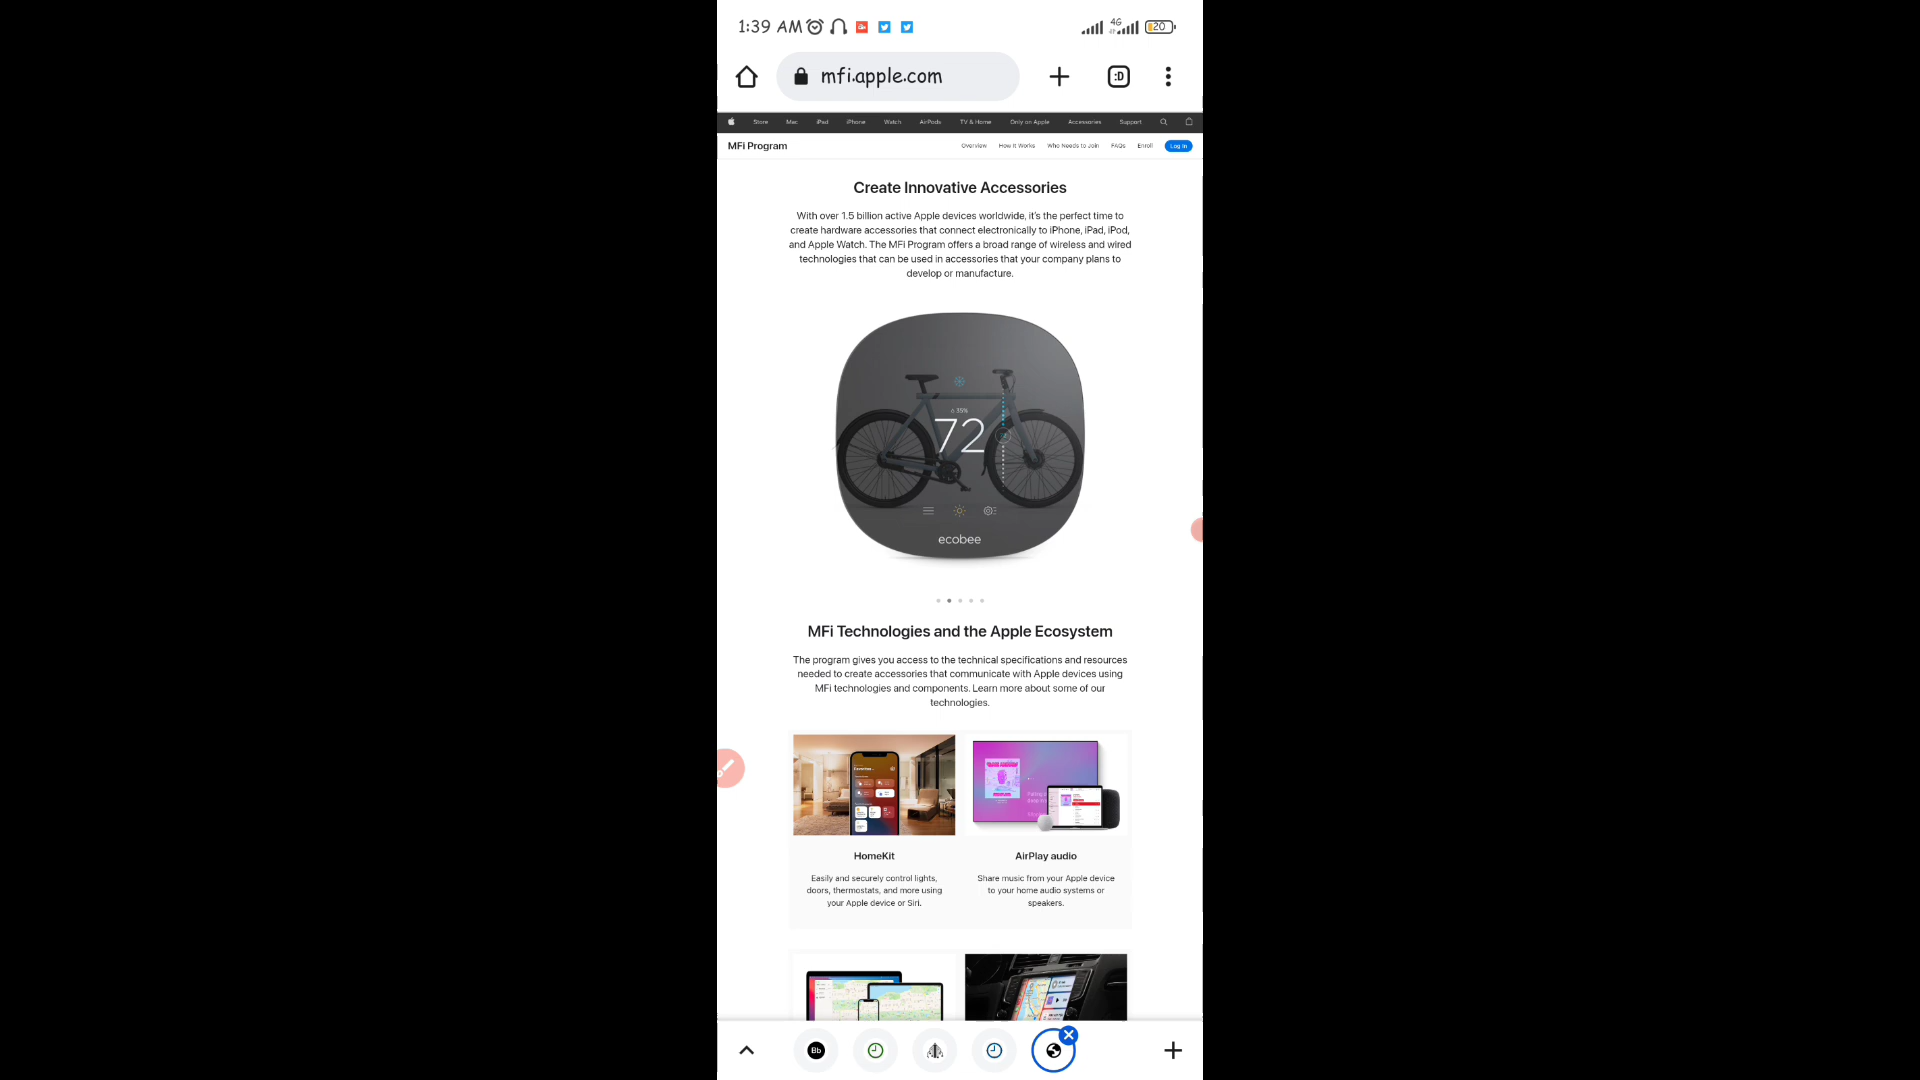 1:39 AM
4G
20
mfi.apple.com
:D
Store Mac iPad iPhone Watch AirPods TV & Home Only on Apple Accessories Support
MFi Program
Overview How It Works Who Needs to Join FAQs Enroll Log In
Create Innovative Accessories
With over 1.5 billion active Apple devices worldwide, it's the perfect time to
create hardware accessories that connect electronically to iPhone, iPad, iPod,
and Apple Watch. The MFi Program offers a broad range of wireless and wired
technologies that can be used in accessories that your company plans to
develop or manufacture.
35%
72
ecobee
MFi Technologies and the Apple Ecosystem
The program gives you access to the technical specifications and resources
needed to create accessories that communicate with Apple devices using
MFi technologies and components. Learn more about some of our
technologies.
HomeKit
Easily and securely control lights,
doors, thermostats, and more using
your Apple device or Siri.
AirPlay audio
Share music from your Apple device
to your home audio systems or
speakers.
Bb